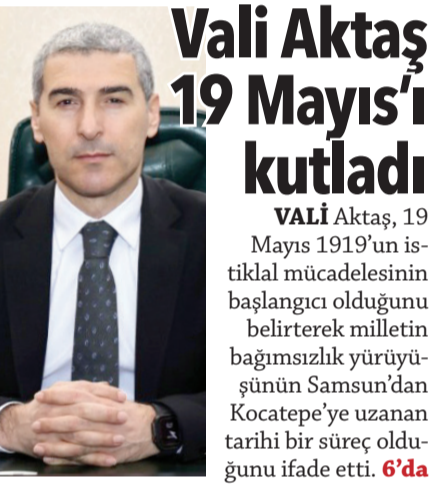 Vali Aktaş
19 Mayıs'ı
kutladı
VALİ Aktaş, 19
Mayıs 1919'un is-
tiklal mücadelesinin
başlangıcı olduğunu
belirterek milletin
bağımsızlık yürüyü-
şünün Samsun'dan
Kocatepe'ye uzanan
tarihi bir süreç oldu-
ğunu ifade etti. 6'da